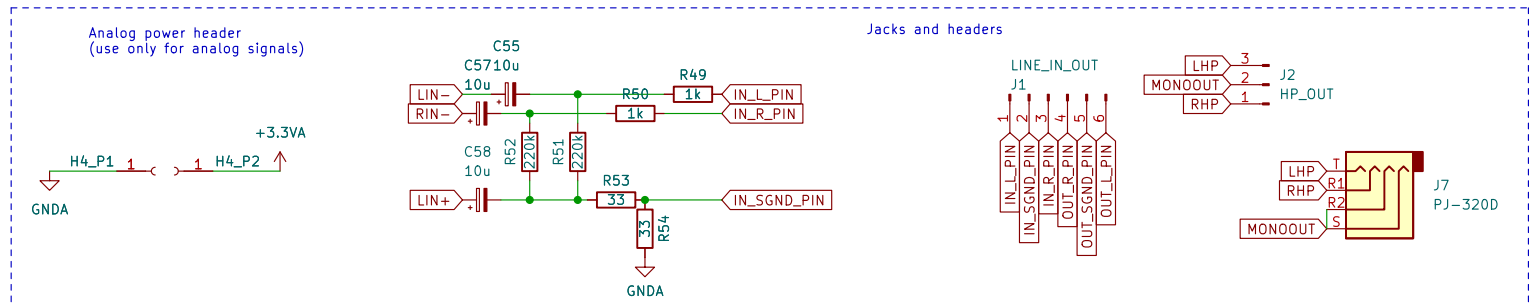 Analog power header
(use only for analog signals)
Jacks and headers
C55
C57
10u
10u
R49
R50
LIN-
1k
IN_L_PIN
RIN-
1k
IN_R_PIN
+3.3VA
H4_P1
1
1
H4_P2
GNDA
C58
10u
R52
220k
R51
220k
LIN+
R53
33
IN_SGND_PIN
33
R54
GNDA
LINE_IN_OUT
J1
1
2
3
4
5
6
IN_L_PIN
IN_SGND_PIN
IN_R_PIN
OUT_R_PIN
OUT_SGND_PIN
OUT_L_PIN
LHP
3
MONOOUT
2
RHP
1
J2
HP_OUT
LHP
T
RHP
R1
R2
MONOOUT
S
J7
PJ-320D